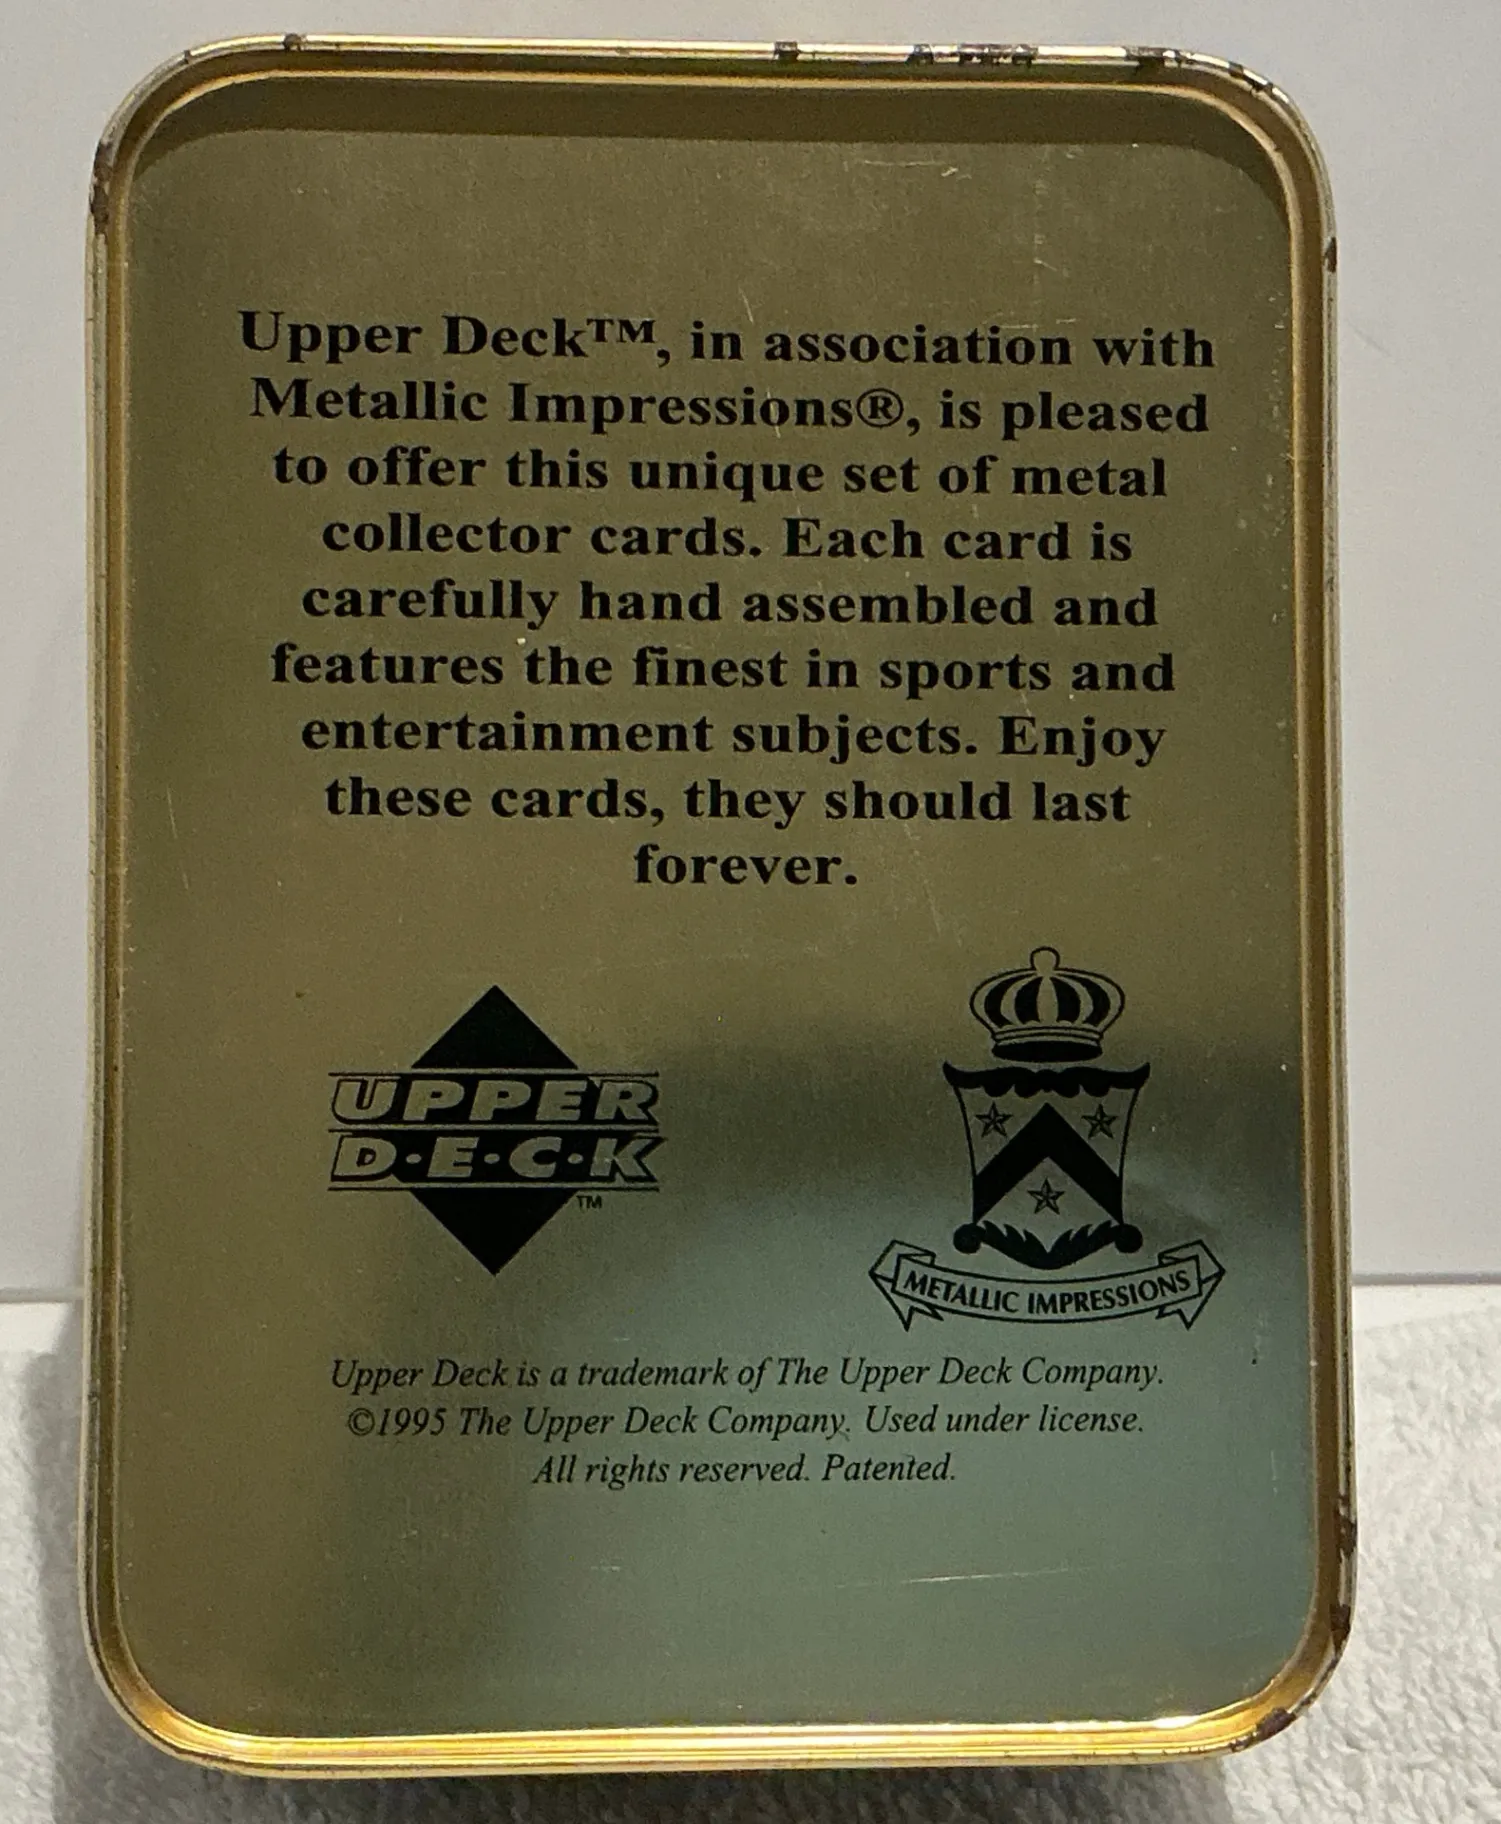 Upper Deck™, in association with
Metallic Impressions®, is pleased
to offer this unique set of metal
collector cards. Each card is
carefully hand assembled and
features the finest in sports and
entertainment subjects. Enjoy
these cards, they should last
forever.
UPPER
D•E•C•K
TM
METALLIC IMPRESSIONS
Upper Deck is a trademark of The Upper Deck Company.
©1995 The Upper Deck Company. Used under license.
All rights reserved. Patented.